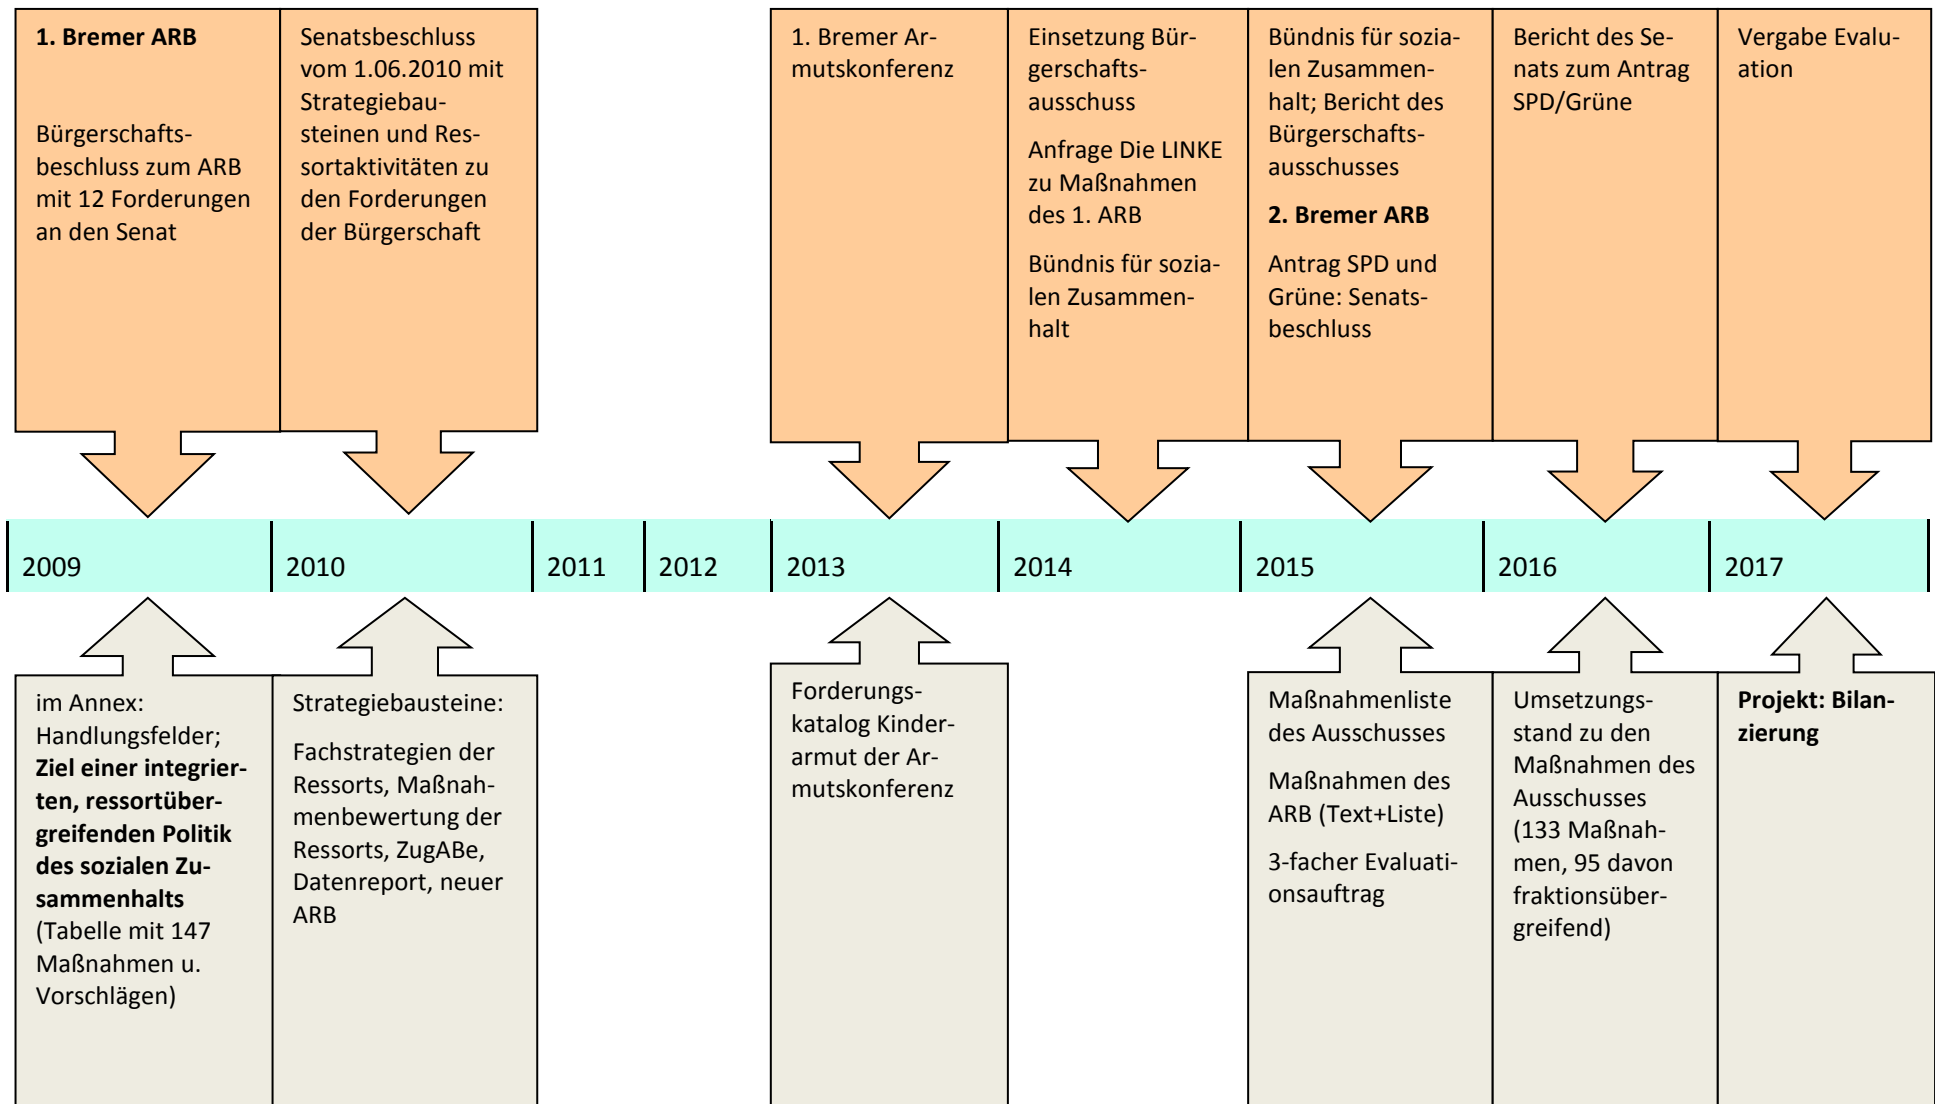 1. Bremer ARB
Bürgerschafts-
beschluss zum ARB
mit 12 Forderungen
an den Senat
Senatsbeschluss
vom 1.06.2010 mit
Strategiebau-
steinen und Res-
sortaktivitäten zu
den Forderungen
der Bürgerschaft
1. Bremer Ar-
mutskonferenz
Einsetzung Bür-
gerschafts-
ausschuss
Anfrage Die LINKE
zu Maßnahmen
des 1. ARB
Bündnis für sozia-
len Zusammen-
halt
Bündnis für sozia-
len Zusammen-
halt; Bericht des
Bürgerschafts-
ausschusses
2. Bremer ARB
Antrag SPD und
Grüne: Senats-
beschluss
Bericht des Se-
nats zum Antrag
SPD/Grüne
Vergabe Evalu-
ation
2009
2010
2011
2012
2013
2014
2015
2016
2017
im Annex:
Handlungsfelder;
Ziel einer integrier-
ten, ressortüber-
greifenden Politik
des sozialen Zu-
sammenhalts
(Tabelle mit 147
Maßnahmen u.
Vorschlägen)
Strategiebausteine:
Fachstrategien der
Ressorts, Maßnah-
menbewertung der
Ressorts, ZugABe,
Datenreport, neuer
ARB
Forderungs-
katalog Kinder-
armut der Ar-
mutskonferenz
Maßnahmenliste
des Ausschusses
Maßnahmen des
ARB (Text+Liste)
3-facher Evaluati-
onsauftrag
Umsetzungs-
stand zu den
Maßnahmen des
Ausschusses
(133 Maßnah-
men, 95 davon
fraktionsüber-
greifend)
Projekt: Bilan-
zierung